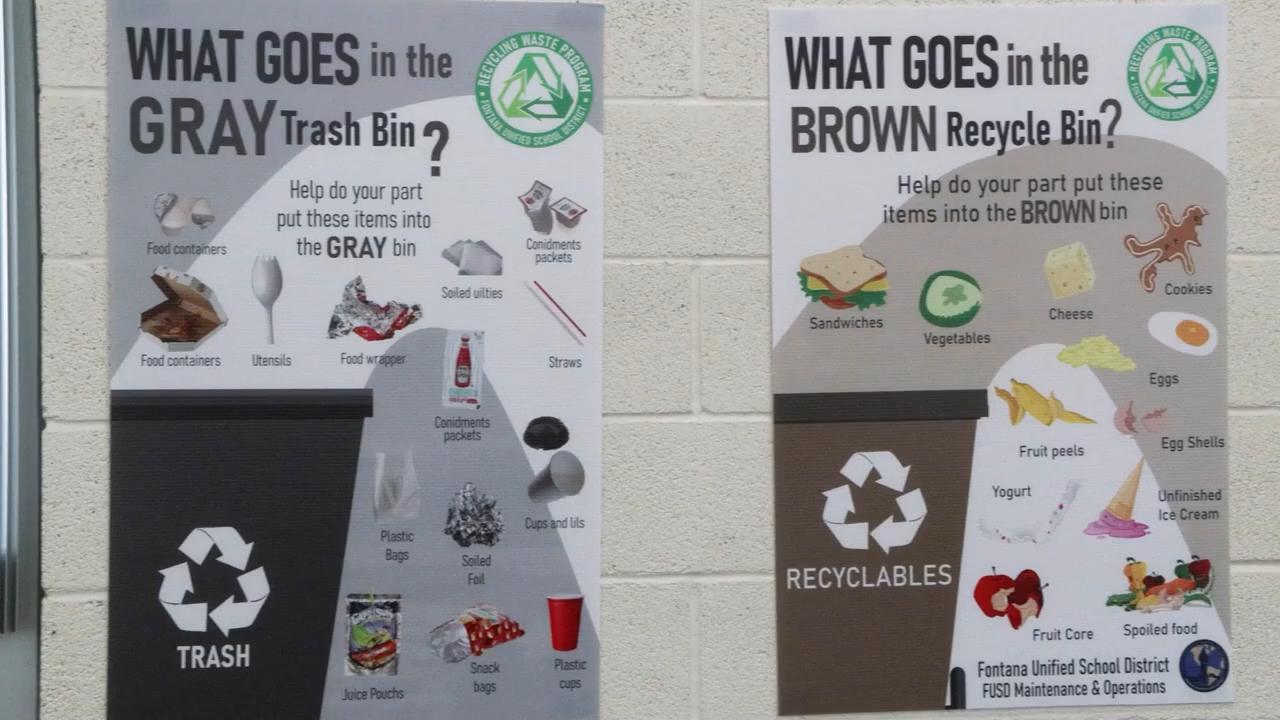 WHAT GOES in the
GRAY Trash Bin ?
RECYCLING WASTE PROGRAM
FONTANA UNIFIED SCHOOL DISTRICT
Help do your part
put these items into
the GRAY bin
Food containers
Conidments
packets
Soiled uilties
Food containers
Utensils
Food wrapper
Straws
Conidments
packets
Cups and lils
Plastic
Bags
Soiled
Foil
Juice Pouchs
Snack
bags
Plastic
cups
TRASH
WHAT GOES in the
BROWN Recycle Bin?
RECYCLING WASTE PROGRAM
FONTANA UNIFIED SCHOOL DISTRICT
Help do your part put these
items into the BROWN bin
Sandwiches
Vegetables
Cheese
Cookies
Eggs
Fruit peels
Egg Shells
Yogurt
Unfinished
Ice Cream
RECYCLABLES
Fruit Core
Spoiled food
Fontana Unified School District
FUSD Maintenance & Operations